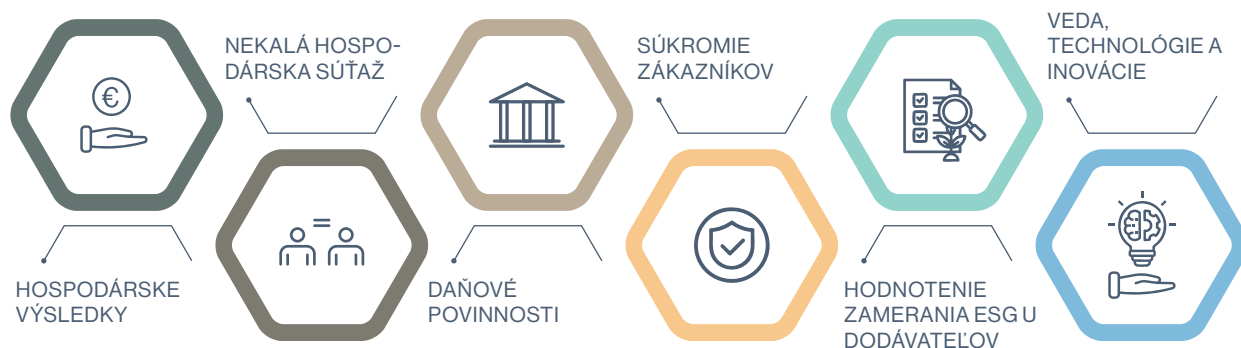 NEKALÁ HOSPO-
DÁRSKA SÚŤAŽ
SÚKROMIE
ZÁKAZNÍKOV
VEDA,
TECHNOLÓGIE A
INOVÁCIE
€
HOSPODÁRSKE
VÝSLEDKY
DAŇOVÉ
POVINNOSTI
HODNOTENIE
ZAMERANIA ESG U
DODÁVATEĽOV